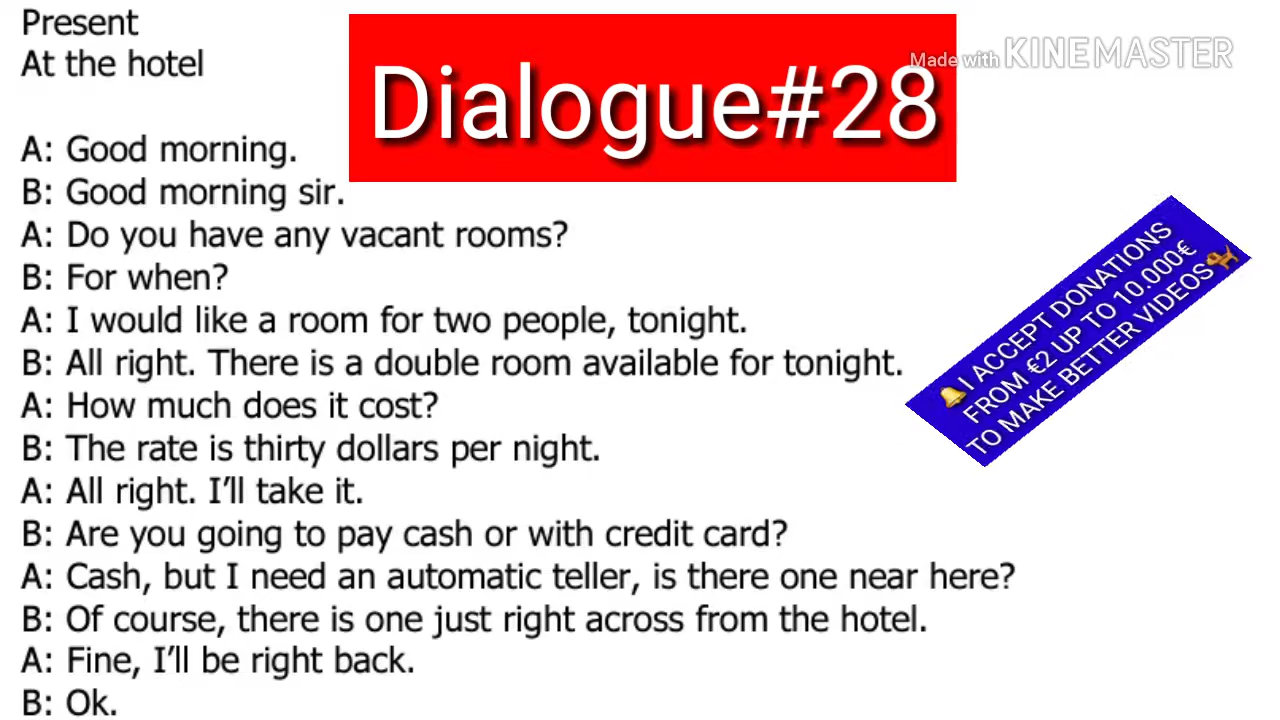 Present
At the hotel
Dialogue#28
Made with KINEMASTER
A: Good morning.
B: Good morning sir.
A: Do you have any vacant rooms?
B: For when?
A: I would like a room for two people, tonight.
B: All right. There is a double room available for tonight.
A: How much does it cost?
B: The rate is thirty dollars per night.
A: All right. I’ll take it.
B: Are you going to pay cash or with credit card?
A: Cash, but I need an automatic teller, is there one near here?
B: Of course, there is one just right across from the hotel.
A: Fine, I’ll be right back.
B: Ok.
🔔I ACCEPT DONATIONS
FROM €2 UP TO 10.000€
TO MAKE BETTER VIDEOS🐕